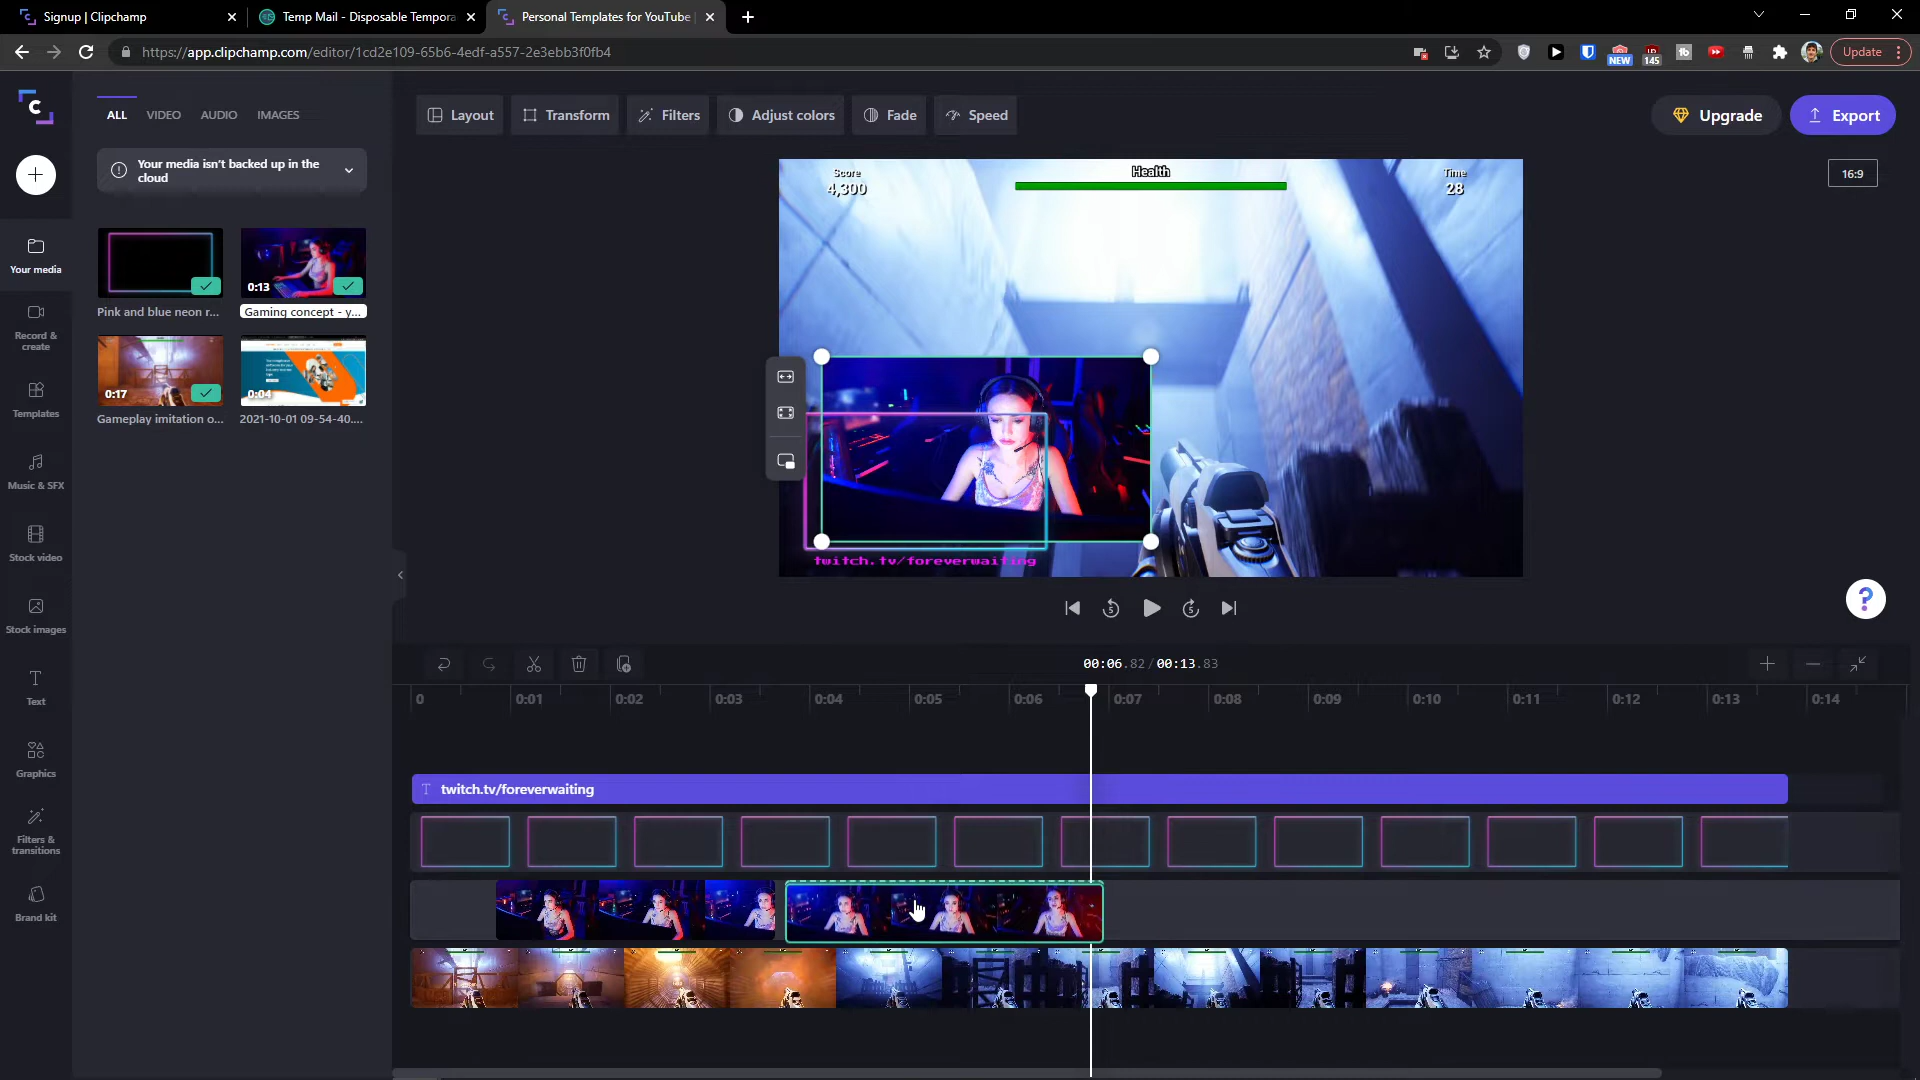 Signup | Clipchamp
Temp Mail - Disposable Tempora
Personal Templates for YouTube
https://app.clipchamp.com/editor/1cd2e109-65b6-4edf-a557-2e3ebb3f0fb4
NEW
145
Update
ALL VIDEO AUDIO IMAGES
Layout
Transform
Filters
Adjust colors
Fade
Speed
Upgrade
Export
Your media isn't backed up in the cloud
16:9
Score
4,300
Health
Time
28
Your media
Record & create
Templates
Music & SFX
Stock video
Stock images
Text
Graphics
Filters & transitions
Brand kit
Pink and blue neon r...
0:13
Gaming concept - y...
0:17
Gameplay imitation o...
0:04
2021-10-01 09-54-40....
twitch.tv/foreverwaiting
5
5
?
00:06.82 / 00:13.83
0 0:01 0:02 0:03 0:04 0:05 0:06 0:07 0:08 0:09 0:10 0:11 0:12 0:13 0:14
T twitch.tv/foreverwaiting